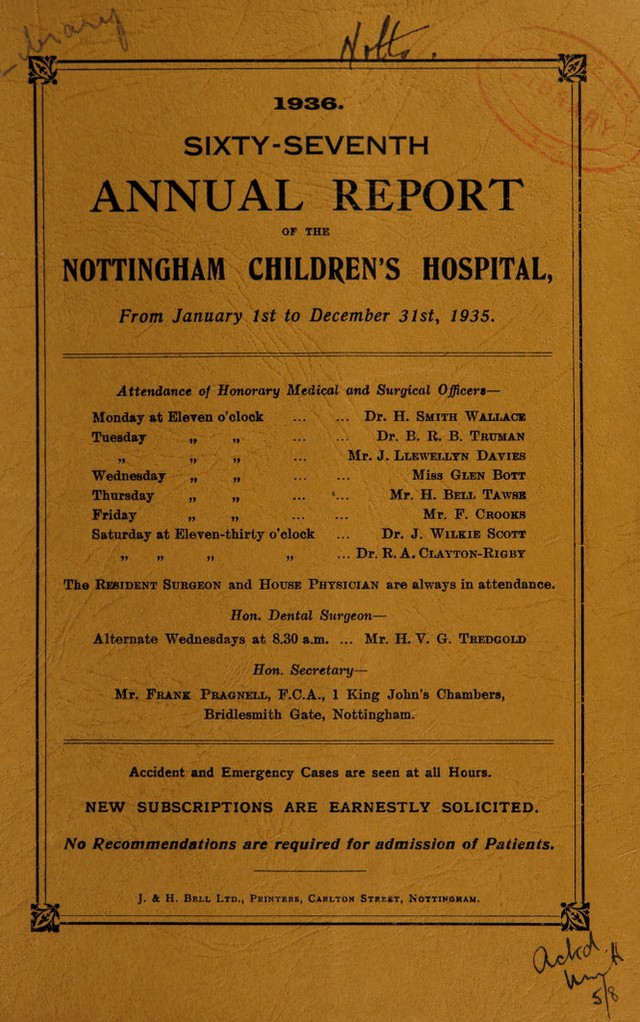 Library
Notts.
LIBRARY
1936.
SIXTY-SEVENTH
ANNUAL REPORT
OF THE
NOTTINGHAM CHILDREN'S HOSPITAL,
From January 1st to December 31st, 1935.
Attendance of Honorary Medical and Surgical Officers—
Monday at Eleven o'clock ... ... Dr. H. SMITH WALLACE
Tuesday „ „ ... ... Dr. B. R. B. TRUMAN
„ „ „ ... Mr. J. LLEWELLYN DAVIES
Wednesday „ „ ... ... Miss GLEN BOTT
Thursday „ „ ... ... Mr. H. BELL TAWSE
Friday „ „ ... ... Mr. F. CROOKS
Saturday at Eleven-thirty o'clock ... Dr. J. WILKIE SCOTT
„ „ „ „ ... Dr. R. A. CLAYTON-RIGBY
The RESIDENT SURGEON and HOUSE PHYSICIAN are always in attendance.
Hon. Dental Surgeon—
Alternate Wednesdays at 8.30 a.m. ... Mr. H. V. G. TREDGOLD
Hon. Secretary—
Mr. FRANK PRAGNELL, F.C.A., 1 King John's Chambers,
Bridlesmith Gate, Nottingham.
Accident and Emergency Cases are seen at all Hours.
NEW SUBSCRIPTIONS ARE EARNESTLY SOLICITED.
No Recommendations are required for admission of Patients.
J. & H. BELL LTD., PRINTERS, CARLTON STREET, NOTTINGHAM.
Ackd.
5/8